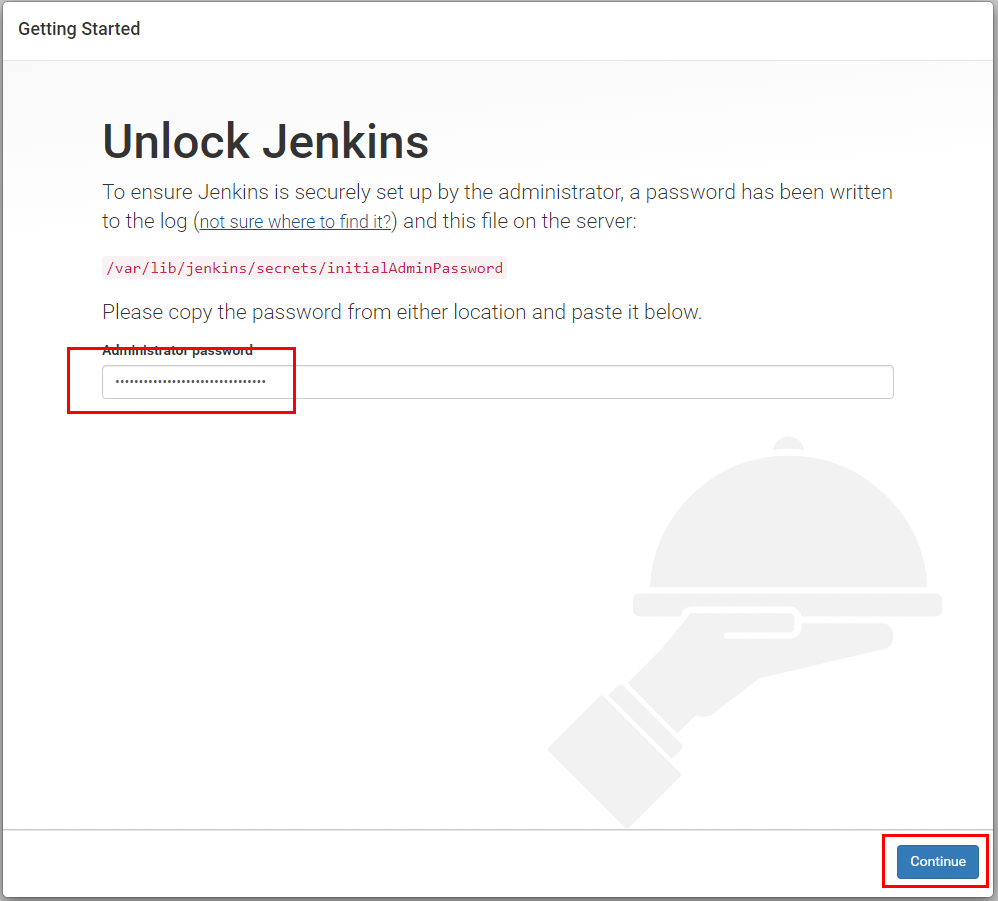 Getting Started
Unlock Jenkins
To ensure Jenkins is securely set up by the administrator, a password has been written
to the log (not sure where to find it?) and this file on the server:
/var/lib/jenkins/secrets/initialAdminPassword
Please copy the password from either location and paste it below.
Administrator password
••••••••••••••••••••••••••••••••
Continue